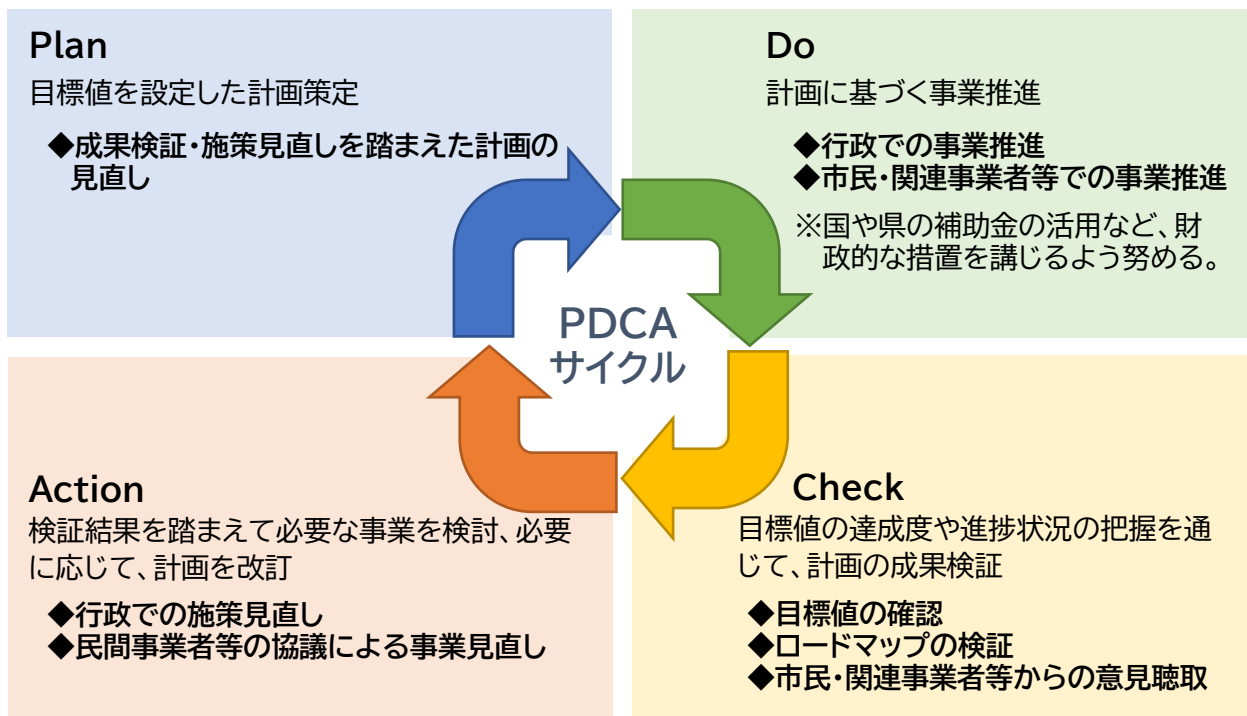 Plan
目標値を設定した計画策定
◆成果検証・施策見直しを踏まえた計画の
見直し
Do
計画に基づく事業推進
◆行政での事業推進
◆市民・関連事業者等での事業推進
※国や県の補助金の活用など、財
政的な措置を講じるよう努める。
PDCA
サイクル
Action
検証結果を踏まえて必要な事業を検討、必要
に応じて、計画を改訂
◆行政での施策見直し
◆民間事業者等の協議による事業見直し
Check
目標値の達成度や進捗状況の把握を通
じて、計画の成果検証
◆目標値の確認
◆ロードマップの検証
◆市民・関連事業者等からの意見聴取